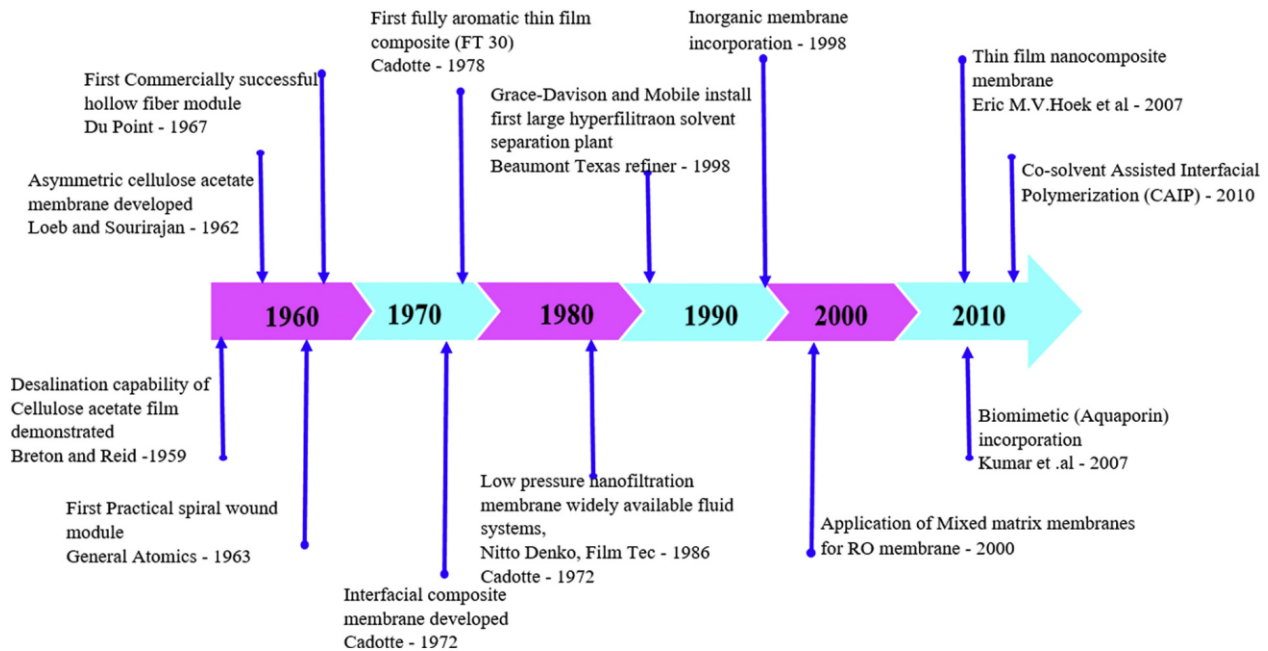 First fully aromatic thin film
composite (FT 30)
Cadotte - 1978
Inorganic membrane
incorporation - 1998
First Commercially successful
hollow fiber module
Du Point - 1967
Grace-Davison and Mobile install
first large hyperfilitraon solvent
separation plant
Beaumont Texas refiner - 1998
Thin film nanocomposite
membrane
Eric M.V.Hoek et al - 2007
Asymmetric cellulose acetate
membrane developed
Loeb and Sourirajan - 1962
Co-solvent Assisted Interfacial
Polymerization (CAIP) - 2010
1960
1970
1980
1990
2000
2010
Desalination capability of
Cellulose acetate film
demonstrated
Breton and Reid -1959
First Practical spiral wound
module
General Atomics - 1963
Interfacial composite
membrane developed
Cadotte - 1972
Low pressure nanofiltration
membrane widely available fluid
systems,
Nitto Denko, Film Tec - 1986
Cadotte - 1972
Application of Mixed matrix membranes
for RO membrane - 2000
Biomimetic (Aquaporin)
incorporation
Kumar et .al - 2007